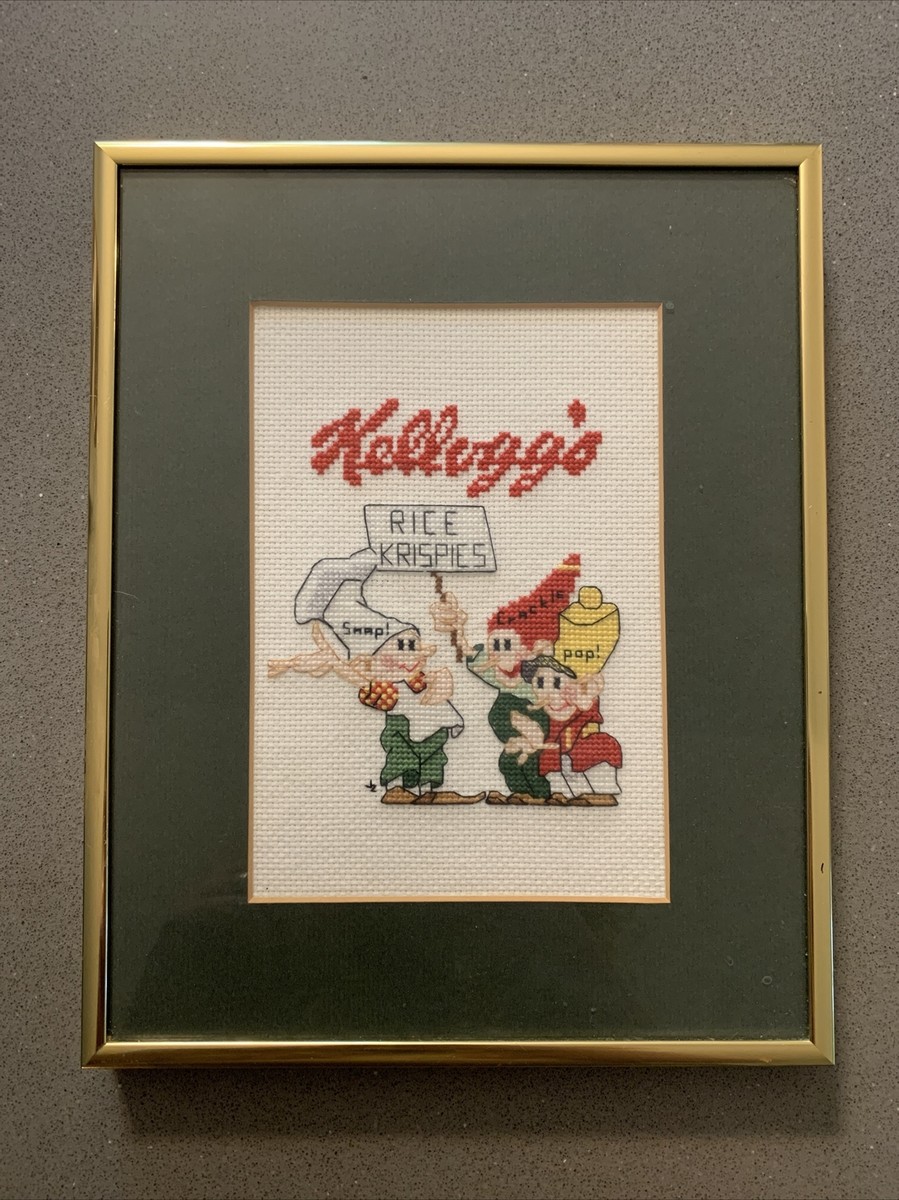 Kellogg's
RICE
KRISPIES
Snap!
Crackle
pop!